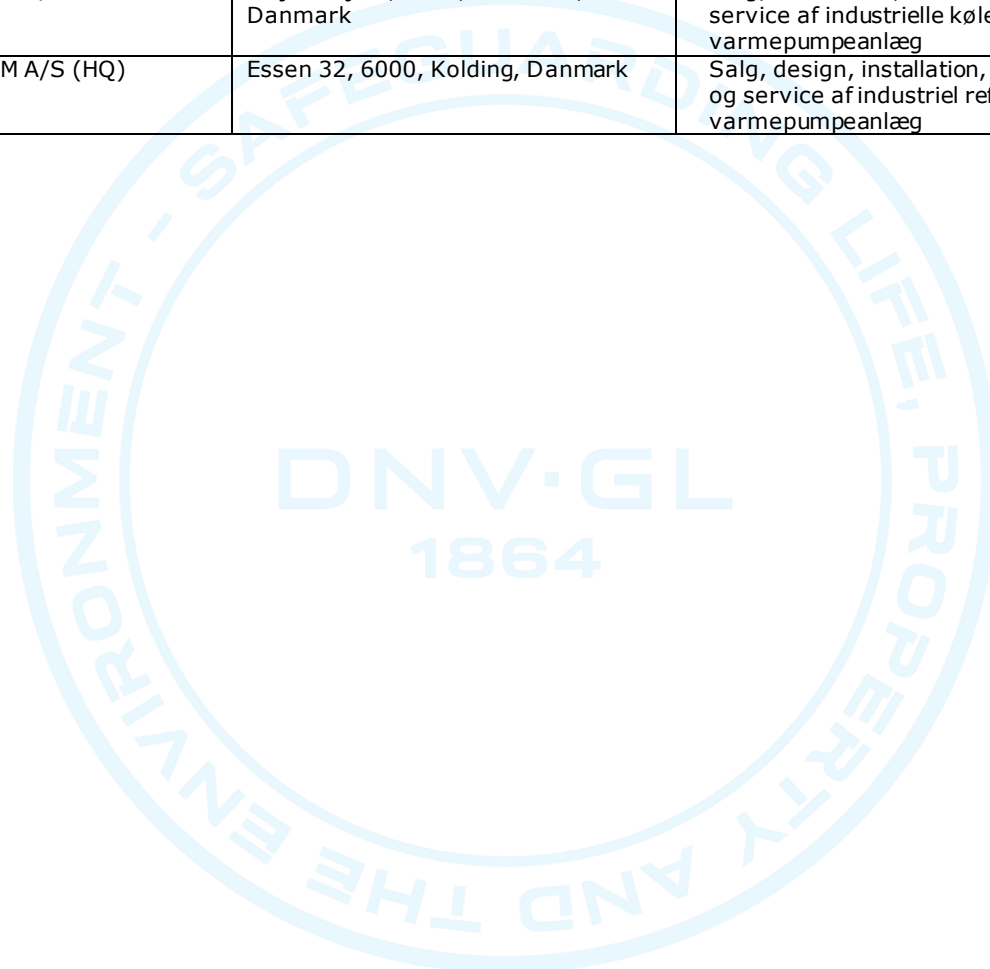 Danmark
service af industrielle køle
varmepumpeanlæg
M A/S (HQ)
Essen 32, 6000, Kolding, Danmark
Salg, design, installation,
og service af industriel ref
varmepumpeanlæg
SAFEGUARDING LIFE, PROPERTY AND THE ENVIRONMENT -
DNV·GL
1864